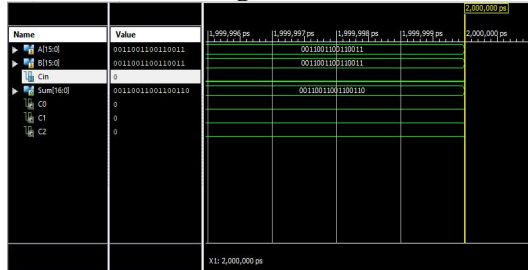 2,000,000 ps
Name Value 1,999,996 ps 1,999,997 ps 1,999,998 ps 1,999,999 ps 2,000,000 ps
A[15:0] 0011001100110011 0011001100110011
B[15:0] 0011001100110011 0011001100110011
Cin 0
Sum[16:0] 00110011001100110 00110011001100110
C0 0
C1 0
C2 0
X1: 2,000,000 ps